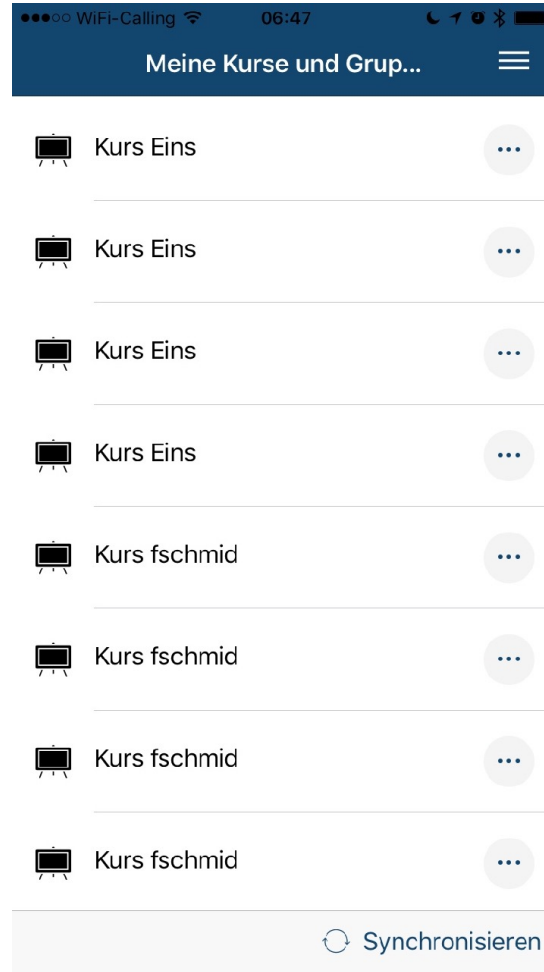 WiFi-Calling 06:47
Meine Kurse und Grup...
Kurs Eins
Kurs Eins
Kurs Eins
Kurs Eins
Kurs fschmid
Kurs fschmid
Kurs fschmid
Kurs fschmid
Synchronisieren